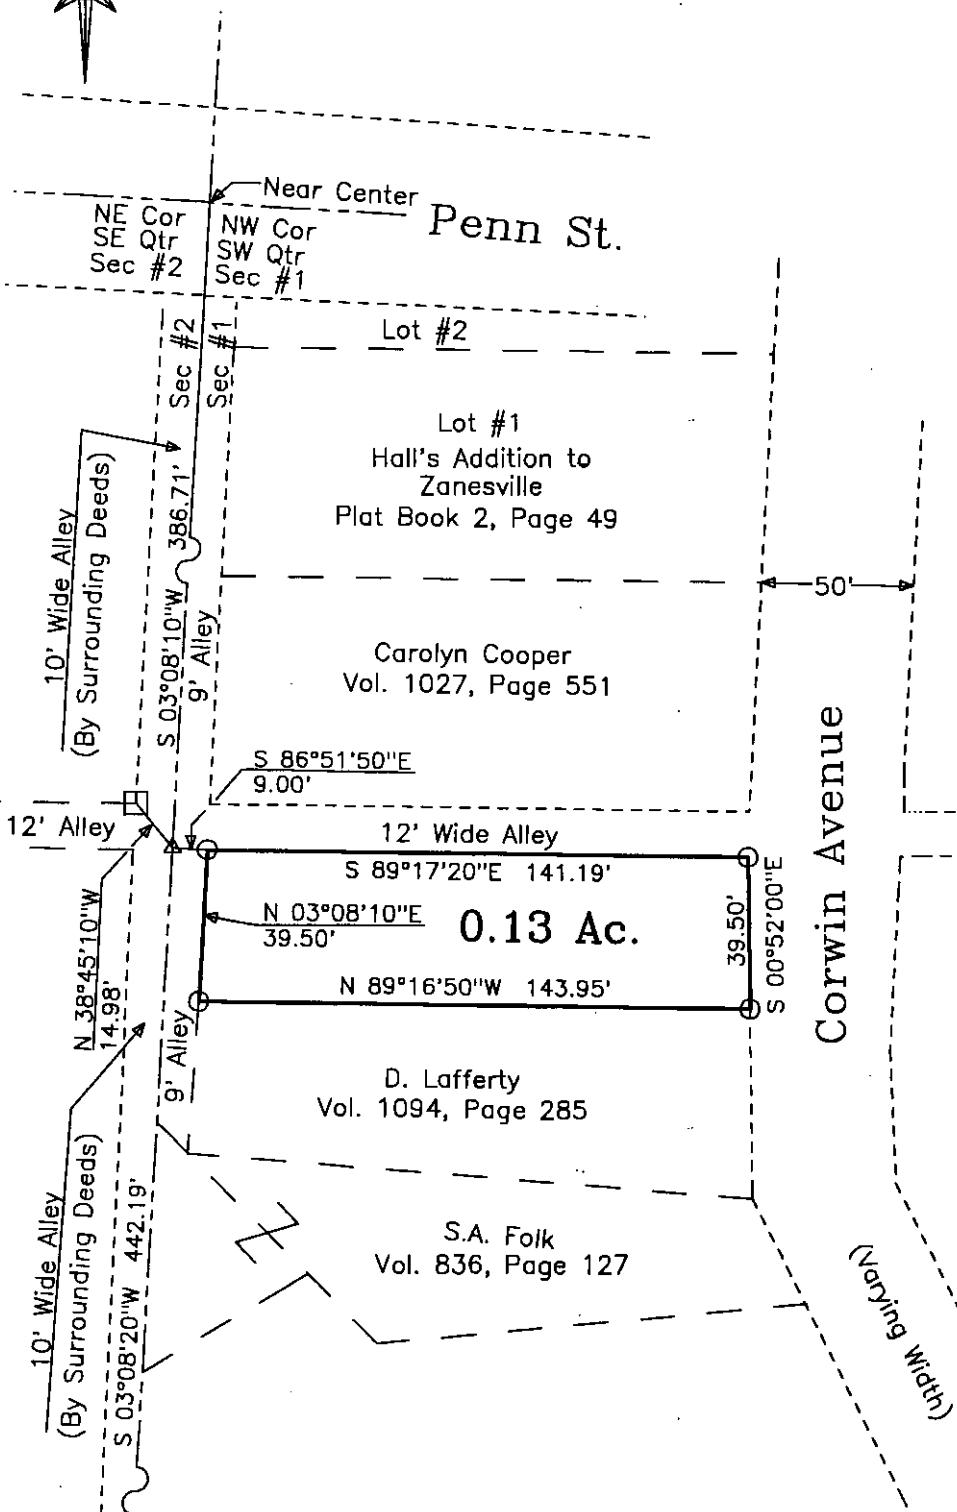 Near Center
Penn St.
NE Cor
SE Qtr
Sec #2
NW Cor
SW Qtr
Sec #1
Lot #2
Sec #2
Sec #1
Lot #1
Hall's Addition to
Zanesville
Plat Book 2, Page 49
10' Wide Alley
(By Surrounding Deeds)
S 03°08'10"W 386.71'
9' Alley
50'
Carolyn Cooper
Vol. 1027, Page 551
Corwin Avenue
S 86°51'50"E
9.00'
12' Alley
12' Wide Alley
S 89°17'20"E 141.19'
N 03°08'10"E
39.50'
0.13 Ac.
39.50'
S 00°52'00"E
N 38°45'10"W
14.98'
N 89°16'50"W 143.95'
9' Alley
D. Lafferty
Vol. 1094, Page 285
10' Wide Alley
(By Surrounding Deeds)
S 03°08'20"W 442.19'
S.A. Folk
Vol. 836, Page 127
(Varying Width)